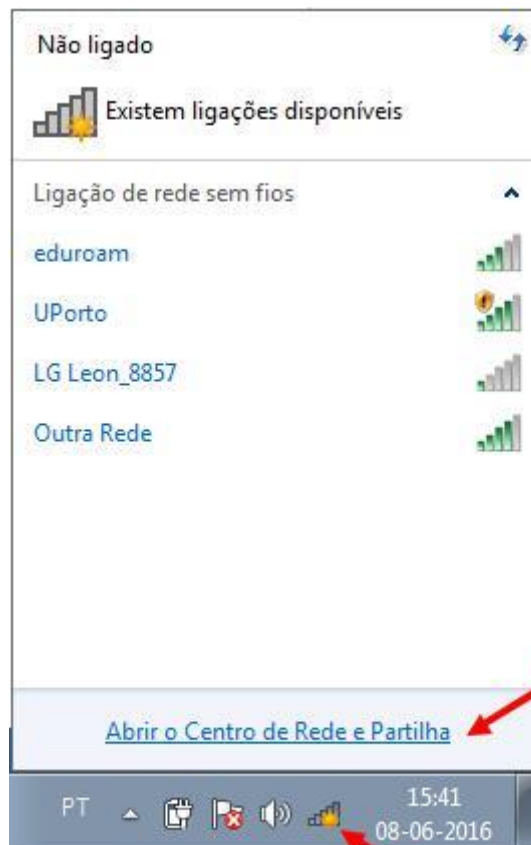 Não ligado
Existem ligações disponíveis
Ligação de rede sem fios
eduroam
UPorto
LG Leon_8857
Outra Rede
Abrir o Centro de Rede e Partilha
PT
15:41
08-06-2016